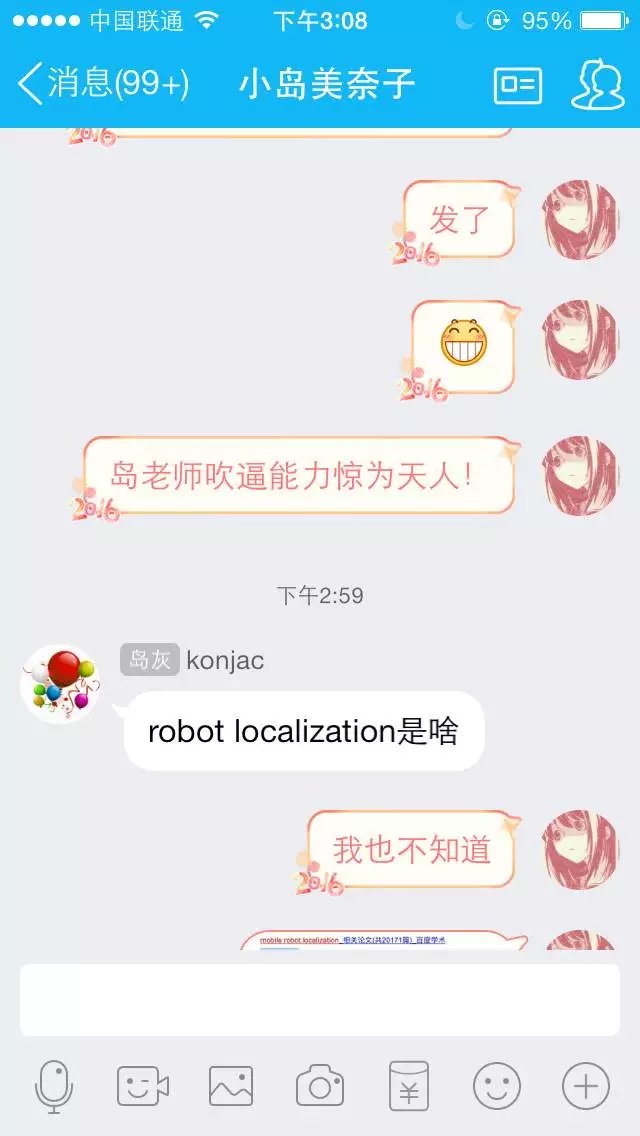 中国联通 下午3:08 95%
消息(99+) 小岛美奈子
2016
发了
2016
2016
岛老师吹逼能力惊为天人！
2016
下午2:59
岛灰 konjac
robot localization是啥
我也不知道
2016
mobile robot localization_相关论文(共20171篇)_百度学术